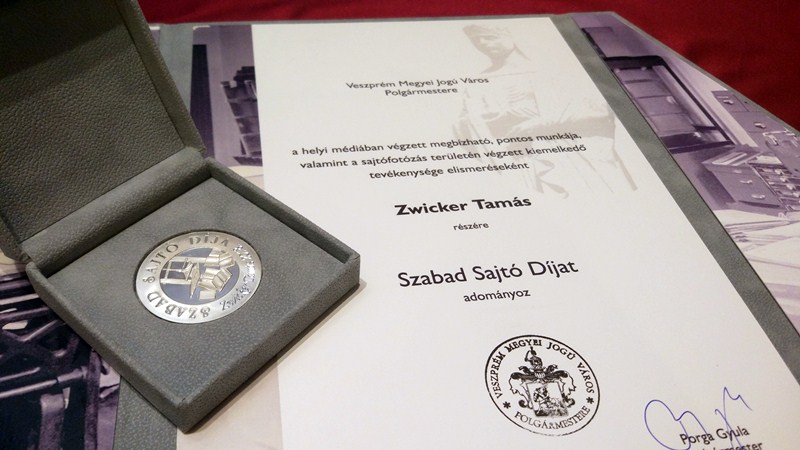 Veszprém Megyei Jogú Város
Polgármestere
a helyi médiában végzett megbízható, pontos munkája,
valamint a sajtófotózás területén végzett kiemelkedő
tevékenysége elismeréseként
Zwicker Tamás
részére
Szabad Sajtó Díjat
adományoz
VESZPRÉM MEGYEI JOGÚ VÁROS
POLGÁRMESTERE
Porga Gyula
SZABAD SAJTÓ DÍJA